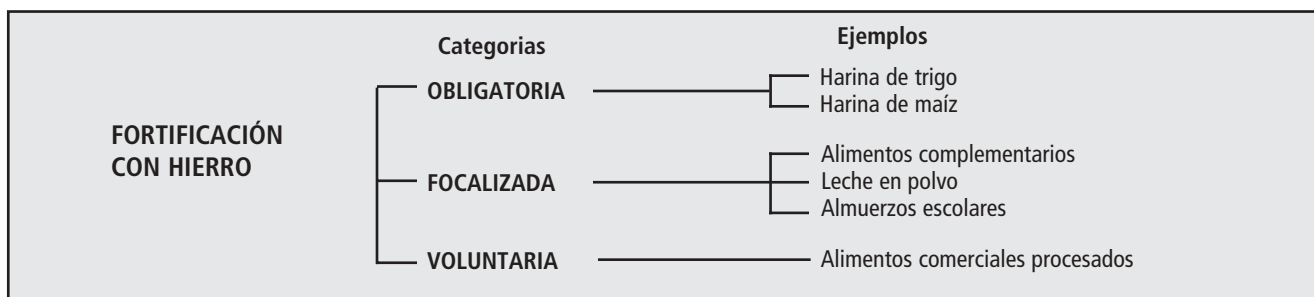 Categorias
Ejemplos
FORTIFICACIÓN
CON HIERRO
OBLIGATORIA
Harina de trigo
Harina de maíz
FOCALIZADA
Alimentos complementarios
Leche en polvo
Almuerzos escolares
VOLUNTARIA
Alimentos comerciales procesados